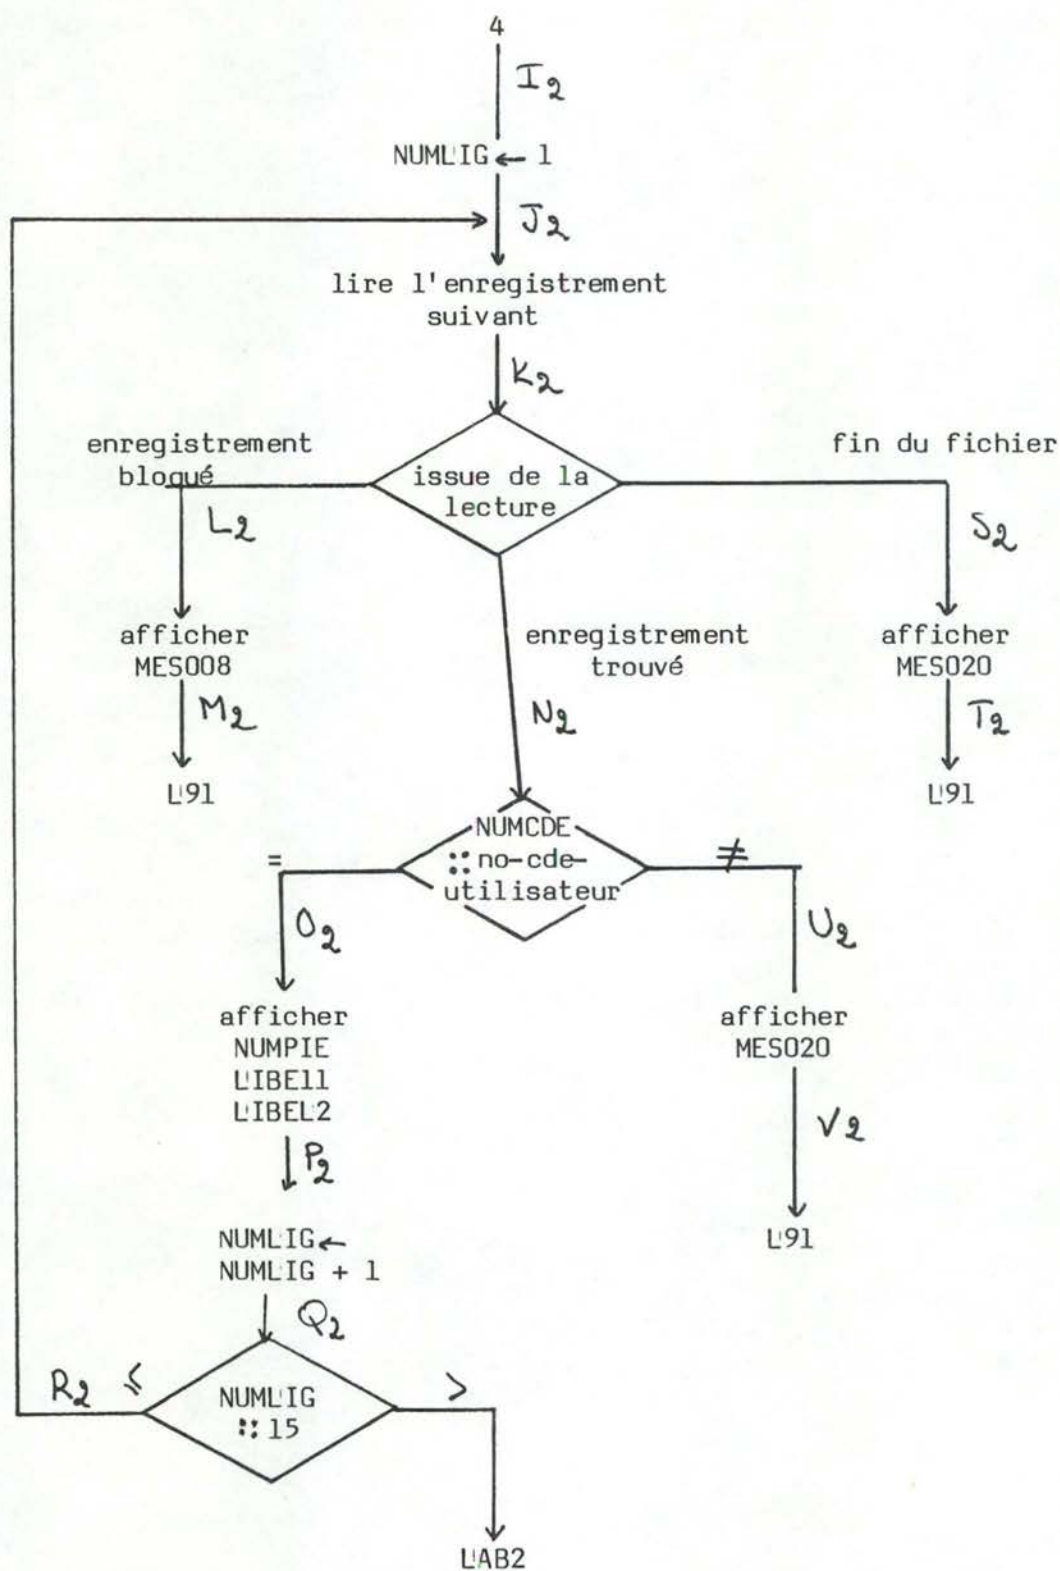 4
I2
NUMLIG ← 1
J2
lire l'enregistrement
suivant
K2
enregistrement
bloqué
issue de la
lecture
fin du fichier
L2
S2
afficher
MES008
enregistrement
trouvé
afficher
MES020
M2
N2
T2
L91
L91
=
NUMCDE
:: no-cde-
utilisateur
≠
O2
U2
afficher
NUMPIE
LIBE11
LIBEL2
afficher
MES020
P2
V2
NUMLIG ←
NUMLIG + 1
L91
Q2
R2 ≤
NUMLIG
:: 15
>
LAB2